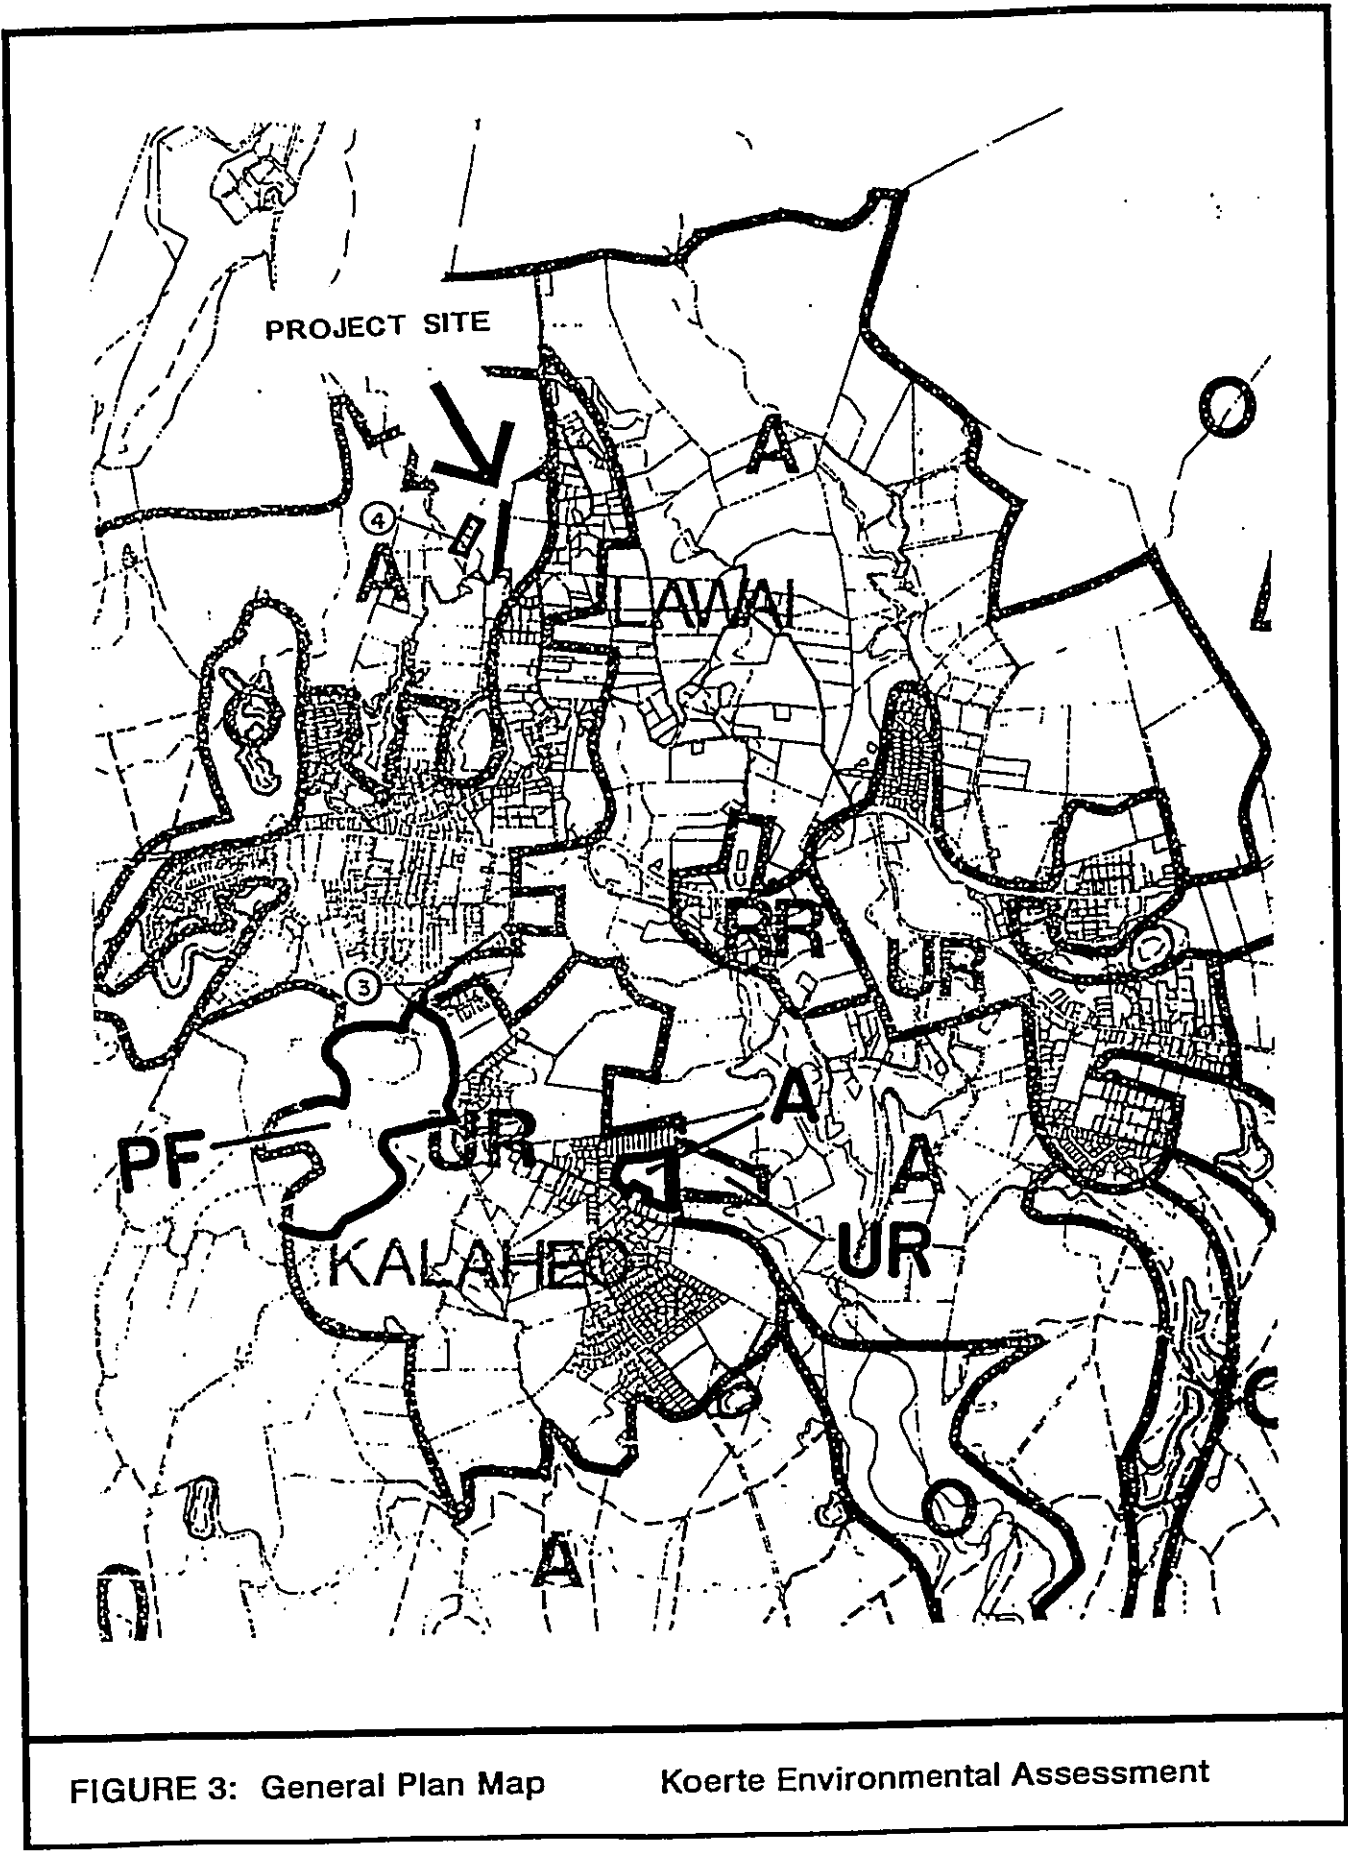 PROJECT SITE
O
A
4
A
LAWAI
RR
UR
3
A
PF
UR
A
UR
KALAHEO
O
A
FIGURE 3: General Plan Map
Koerte Environmental Assessment